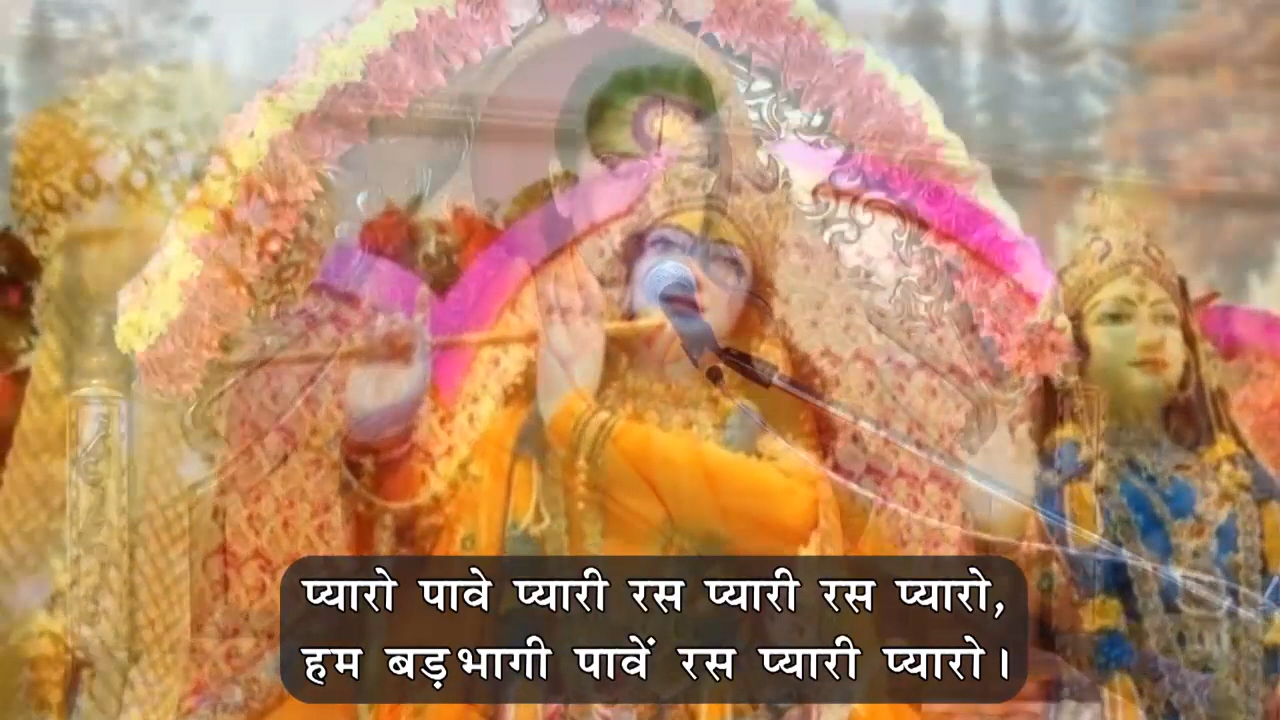 प्यारो पावे प्यारी रस प्यारी रस प्यारो,
हम बड़भागी पावें रस प्यारी प्यारो।